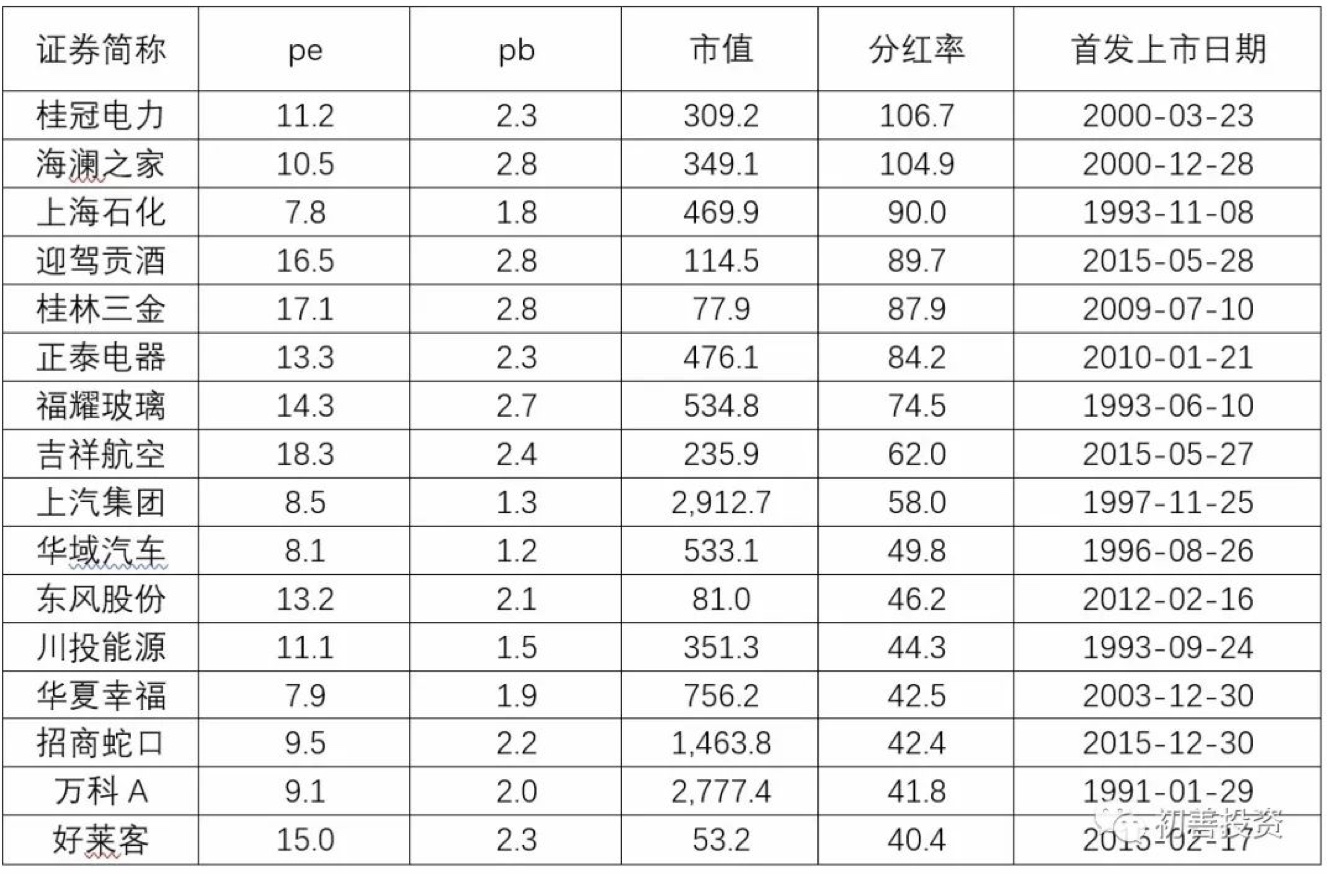 证券简称 pe pb 市值 分红率 首发上市日期
桂冠电力 11.2 2.3 309.2 106.7 2000-03-23
海澜之家 10.5 2.8 349.1 104.9 2000-12-28
上海石化 7.8 1.8 469.9 90.0 1993-11-08
迎驾贡酒 16.5 2.8 114.5 89.7 2015-05-28
桂林三金 17.1 2.8 77.9 87.9 2009-07-10
正泰电器 13.3 2.3 476.1 84.2 2010-01-21
福耀玻璃 14.3 2.7 534.8 74.5 1993-06-10
吉祥航空 18.3 2.4 235.9 62.0 2015-05-27
上汽集团 8.5 1.3 2,912.7 58.0 1997-11-25
华域汽车 8.1 1.2 533.1 49.8 1996-08-26
东风股份 13.2 2.1 81.0 46.2 2012-02-16
川投能源 11.1 1.5 351.3 44.3 1993-09-24
华夏幸福 7.9 1.9 756.2 42.5 2003-12-30
招商蛇口 9.5 2.2 1,463.8 42.4 2015-12-30
万科A 9.1 2.0 2,777.4 41.8 1991-01-29
好莱客 15.0 2.3 53.2 40.4 2015-02-17
初善投资